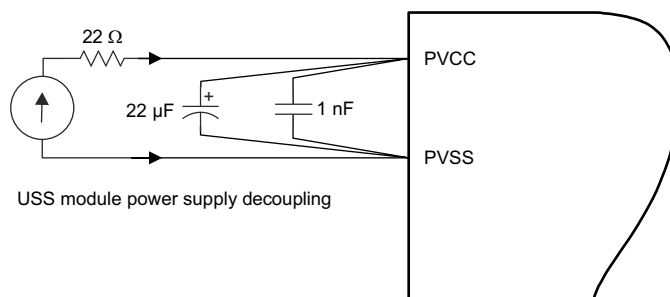 22 Ω
PVCC
+
22 µF
1 nF
PVSS
USS module power supply decoupling